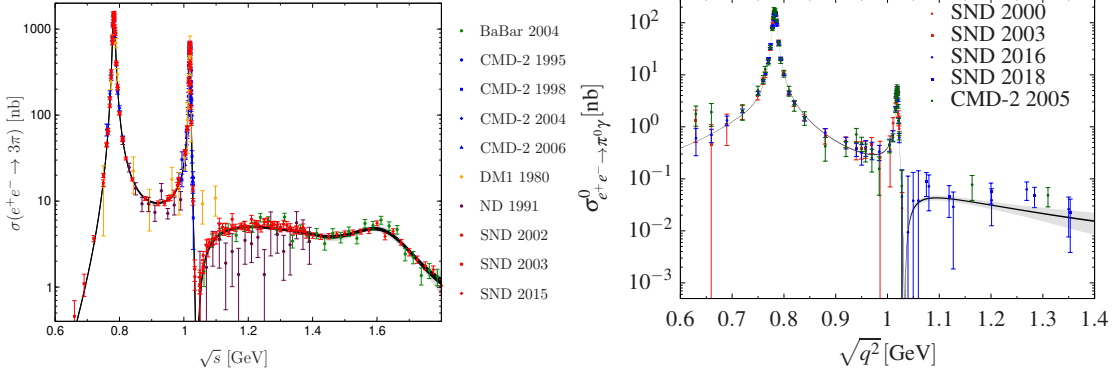 σ(e⁺e⁻ → 3π) [nb]
1000
100
10
1
0.6 0.8 1 1.2 1.4 1.6
√s [GeV]
BaBar 2004
CMD-2 1995
CMD-2 1998
CMD-2 2004
CMD-2 2006
DM1 1980
ND 1991
SND 2002
SND 2003
SND 2015
σ⁰e⁺e⁻→π⁰γ [nb]
10²
10¹
10⁰
10⁻¹
10⁻²
10⁻³
0.6 0.7 0.8 0.9 1.0 1.1 1.2 1.3 1.4
√q² [GeV]
SND 2000
SND 2003
SND 2016
SND 2018
CMD-2 2005